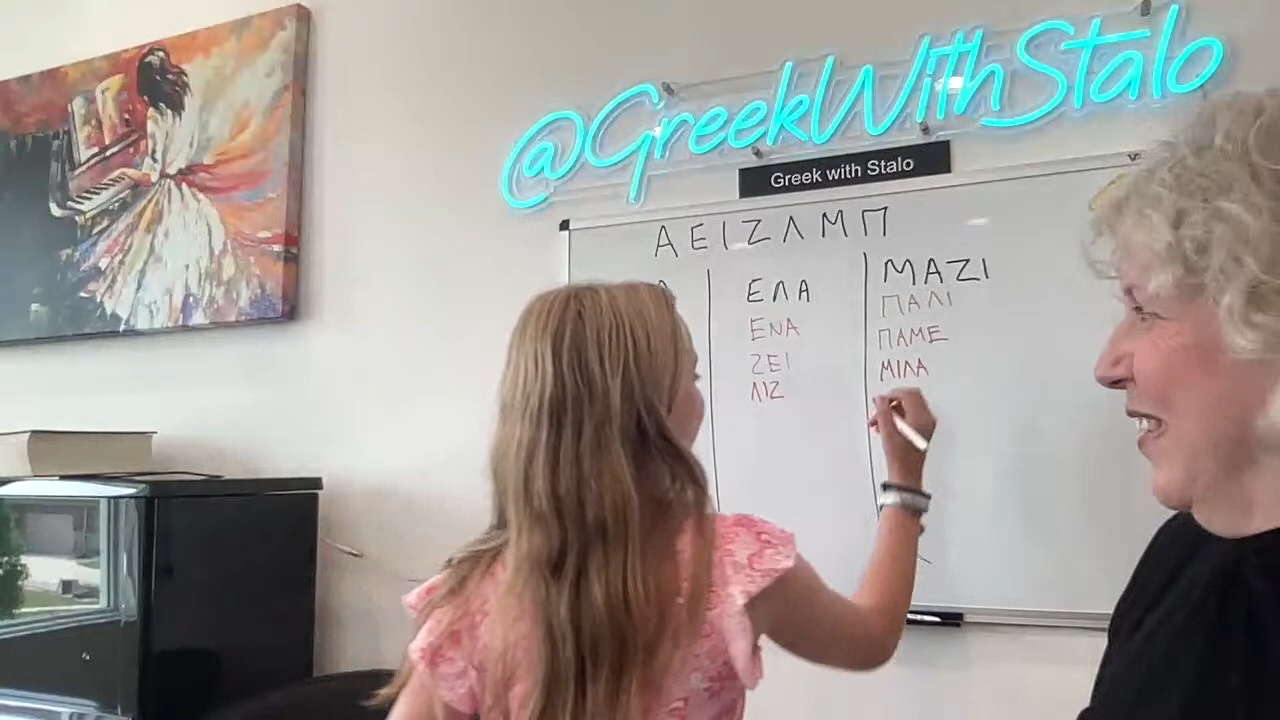 @GreekWithStalo
Greek with Stalo
ΑΕΙΖΛΜΠ
ΕΛΑ
ΕΝΑ
ΖΕΙ
ΛΙΖ
ΜΑΖΙ
ΠΑΛΙ
ΠΑΜΕ
ΜΙΛΑ